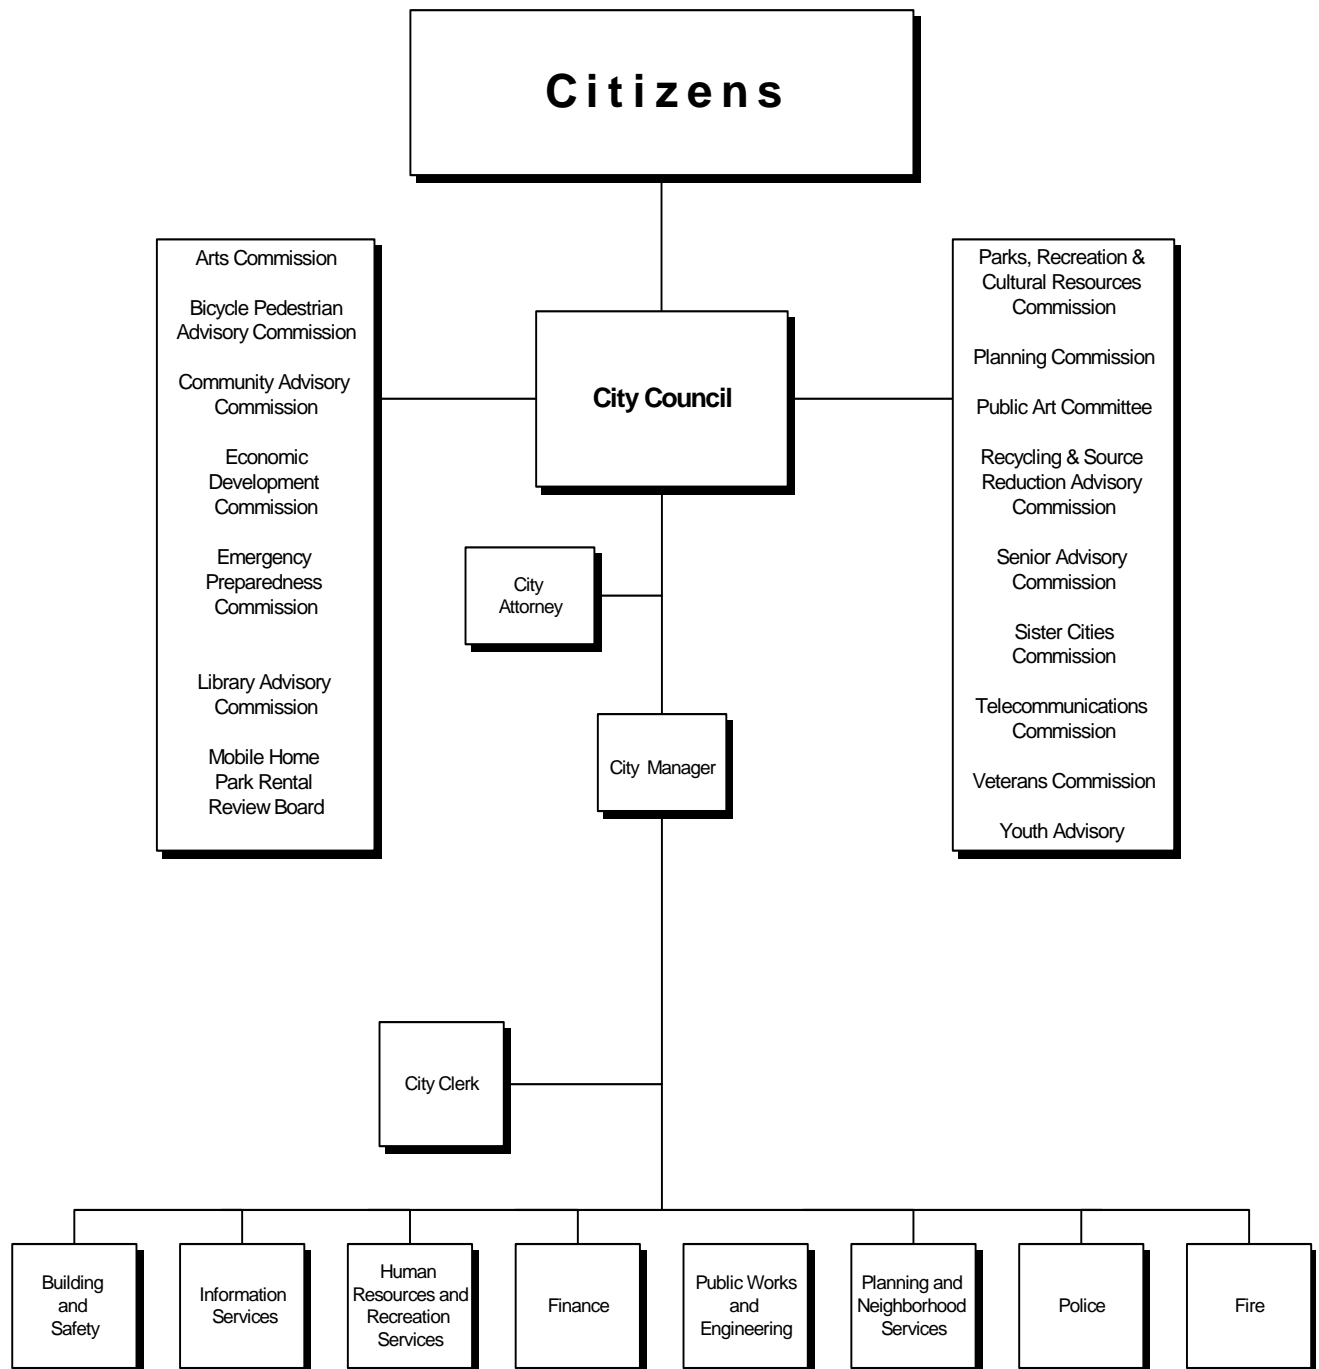 Citizens
Arts Commission
Bicycle Pedestrian
Advisory Commission
Community Advisory
Commission
Economic
Development
Commission
Emergency
Preparedness
Commission
Library Advisory
Commission
Mobile Home
Park Rental
Review Board
City Council
Parks, Recreation &
Cultural Resources
Commission
Planning Commission
Public Art Committee
Recycling & Source
Reduction Advisory
Commission
Senior Advisory
Commission
Sister Cities
Commission
Telecommunications
Commission
Veterans Commission
Youth Advisory
City
Attorney
City Manager
City Clerk
Building
and
Safety
Information
Services
Human
Resources and
Recreation
Services
Finance
Public Works
and
Engineering
Planning and
Neighborhood
Services
Police
Fire